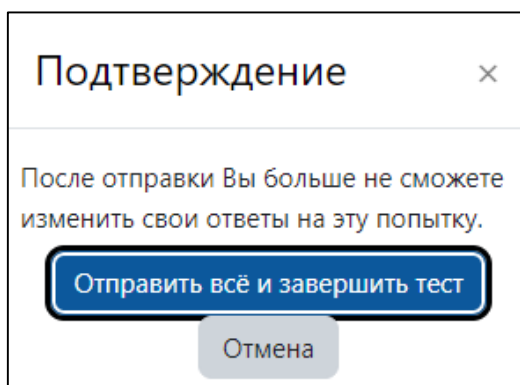 Подтверждение ×
После отправки Вы больше не сможете
изменить свои ответы на эту попытку.
Отправить всё и завершить тест
Отмена